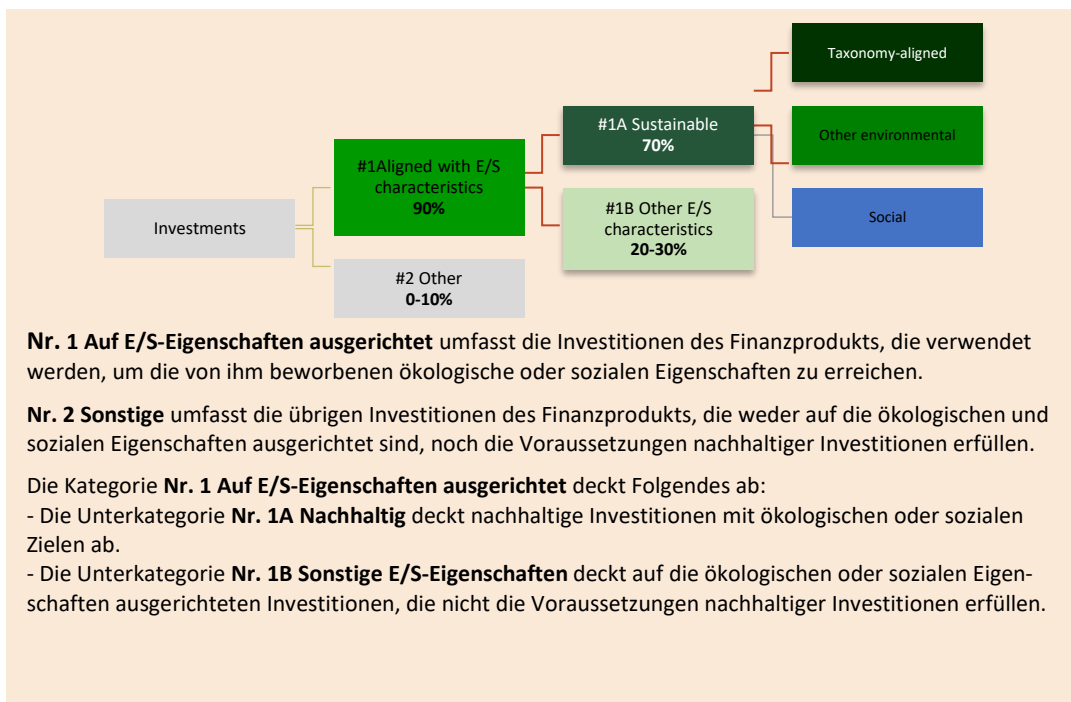 Taxonomy-aligned
#1A Sustainable
70%
Other environmental
#1Aligned with E/S
characteristics
90%
#1B Other E/S
characteristics
20-30%
Social
Investments
#2 Other
0-10%
Nr. 1 Auf E/S-Eigenschaften ausgerichtet umfasst die Investitionen des Finanzprodukts, die verwendet
werden, um die von ihm beworbenen ökologische oder sozialen Eigenschaften zu erreichen.
Nr. 2 Sonstige umfasst die übrigen Investitionen des Finanzprodukts, die weder auf die ökologischen und
sozialen Eigenschaften ausgerichtet sind, noch die Voraussetzungen nachhaltiger Investitionen erfüllen.
Die Kategorie Nr. 1 Auf E/S-Eigenschaften ausgerichtet deckt Folgendes ab:
- Die Unterkategorie Nr. 1A Nachhaltig deckt nachhaltige Investitionen mit ökologischen oder sozialen
Zielen ab.
- Die Unterkategorie Nr. 1B Sonstige E/S-Eigenschaften deckt auf die ökologischen oder sozialen Eigen-
schaften ausgerichteten Investitionen, die nicht die Voraussetzungen nachhaltiger Investitionen erfüllen.